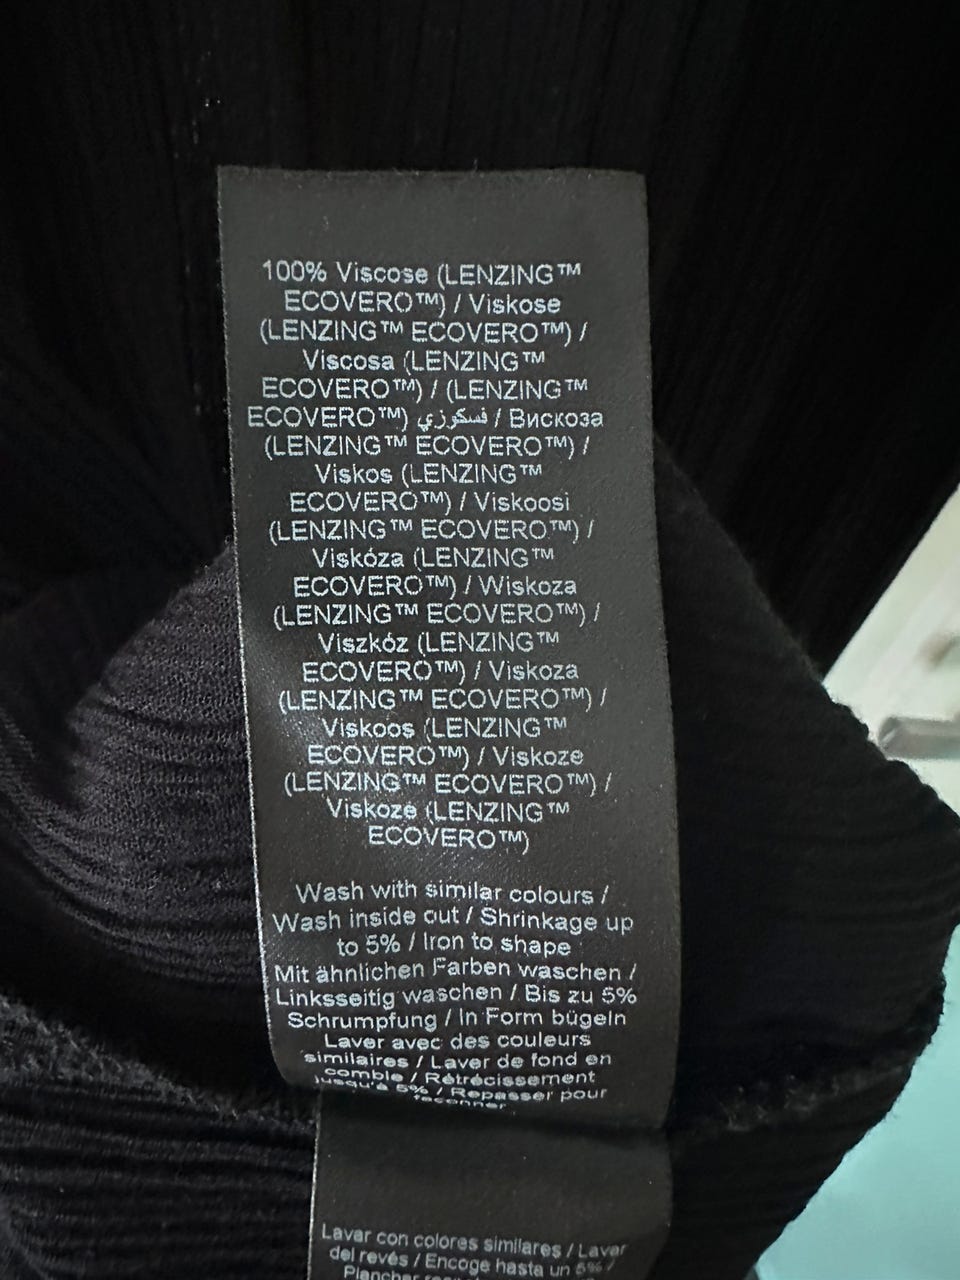 100% Viscose (LENZING™
ECOVERO™) / Viskose
(LENZING™ ECOVERO™) /
Viscosa (LENZING™
ECOVERO™) / (LENZING™
ECOVERO™) فسكوزي / Вискоза
(LENZING™ ECOVERO™) /
Viskos (LENZING™
ECOVERO™) / Viskoosi
(LENZING™ ECOVERO™) /
Viskóza (LENZING™
ECOVERO™) / Wiskoza
(LENZING™ ECOVERO™) /
Viszkóz (LENZING™
ECOVERO™) / Viskoza
(LENZING™ ECOVERO™) /
Viskoos (LENZING™
ECOVERO™) / Viskoze
(LENZING™ ECOVERO™) /
Viskozė (LENZING™
ECOVERO™)
Wash with similar colours /
Wash inside out / Shrinkage up
to 5% / Iron to shape
Mit ähnlichen Farben waschen /
Linksseitig waschen / Bis zu 5%
Schrumpfung / In Form bügeln
Laver avec des couleurs
similaires / Laver de fond en
comble / Rétrécissement
jusqu'à 5% / Repasser pour
façonner
Lavar con colores similares / Lavar
del revés / Encoge hasta un 5% /
Planchar